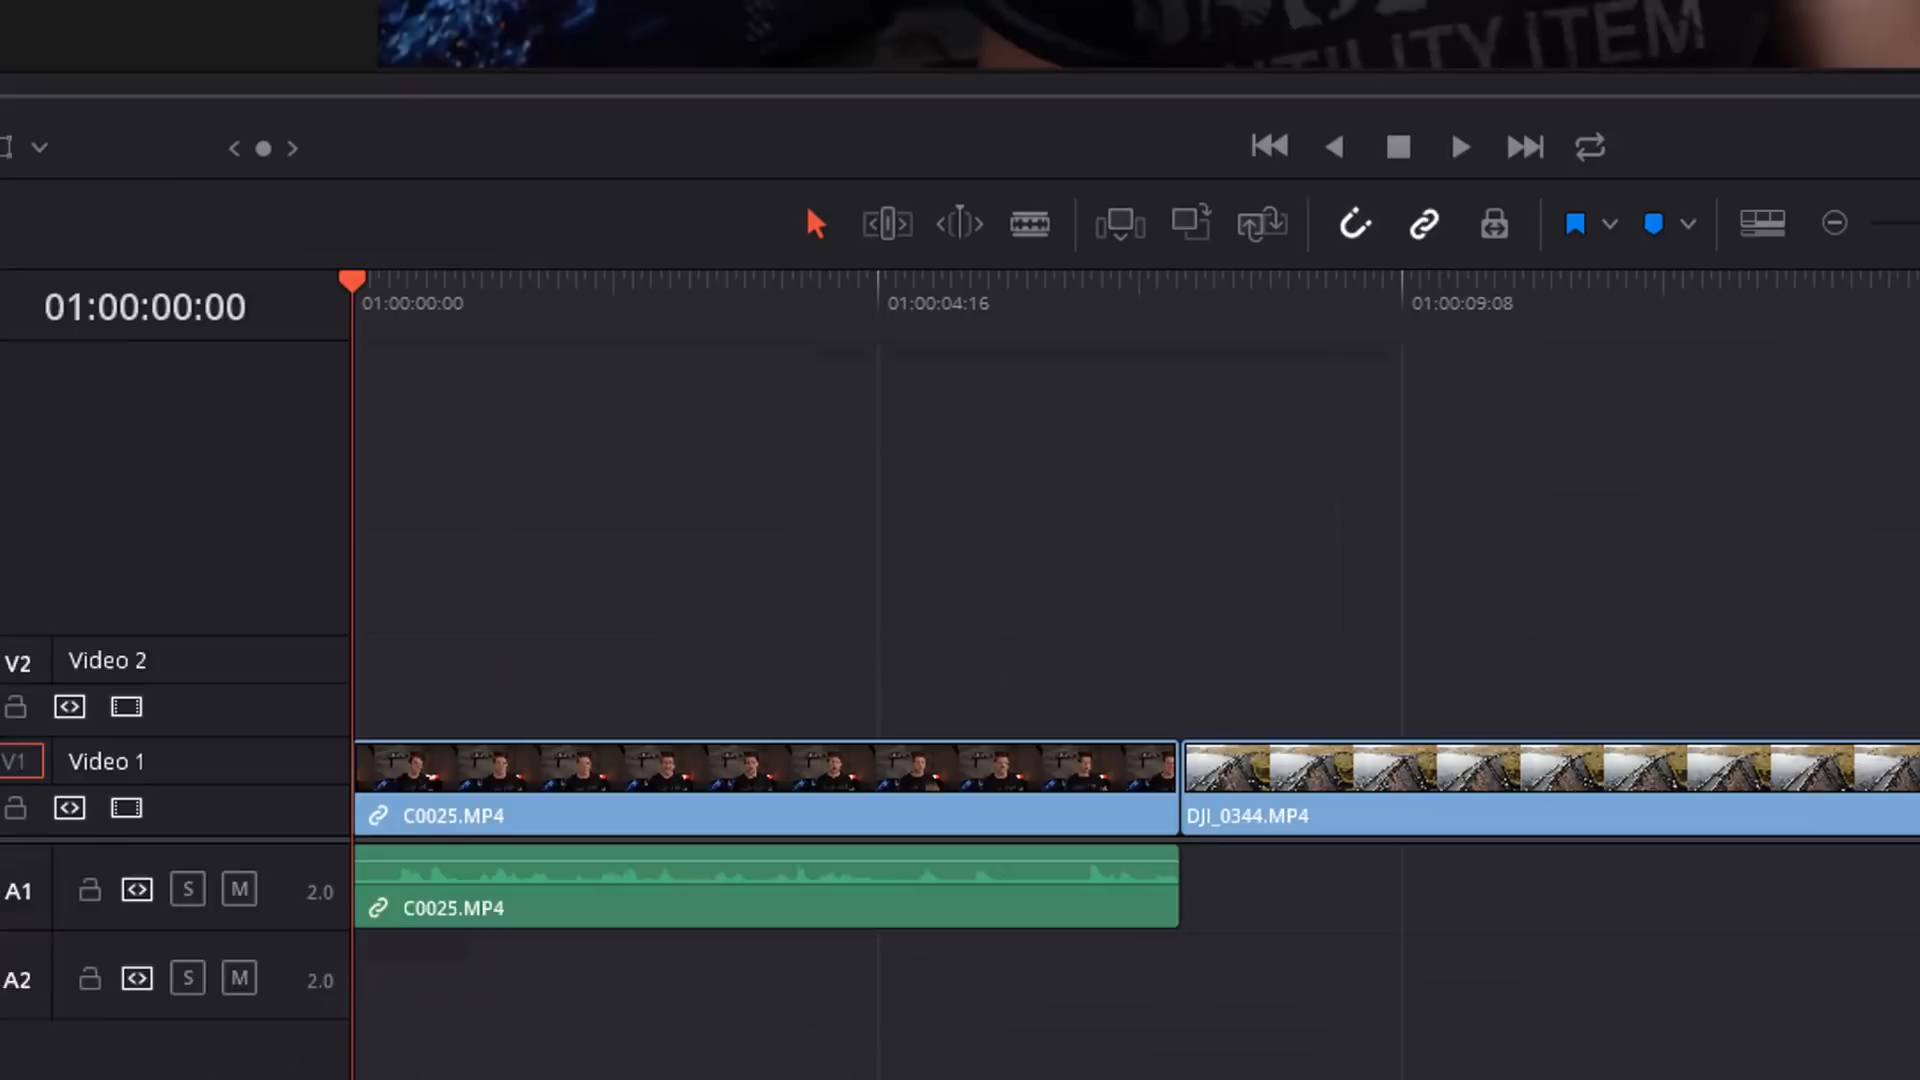 UTILITY ITEM
01:00:00:00
01:00:00:00
01:00:04:16
01:00:09:08
V2 Video 2
V1 Video 1
C0025.MP4
DJI_0344.MP4
A1 S M 2.0
C0025.MP4
A2 S M 2.0